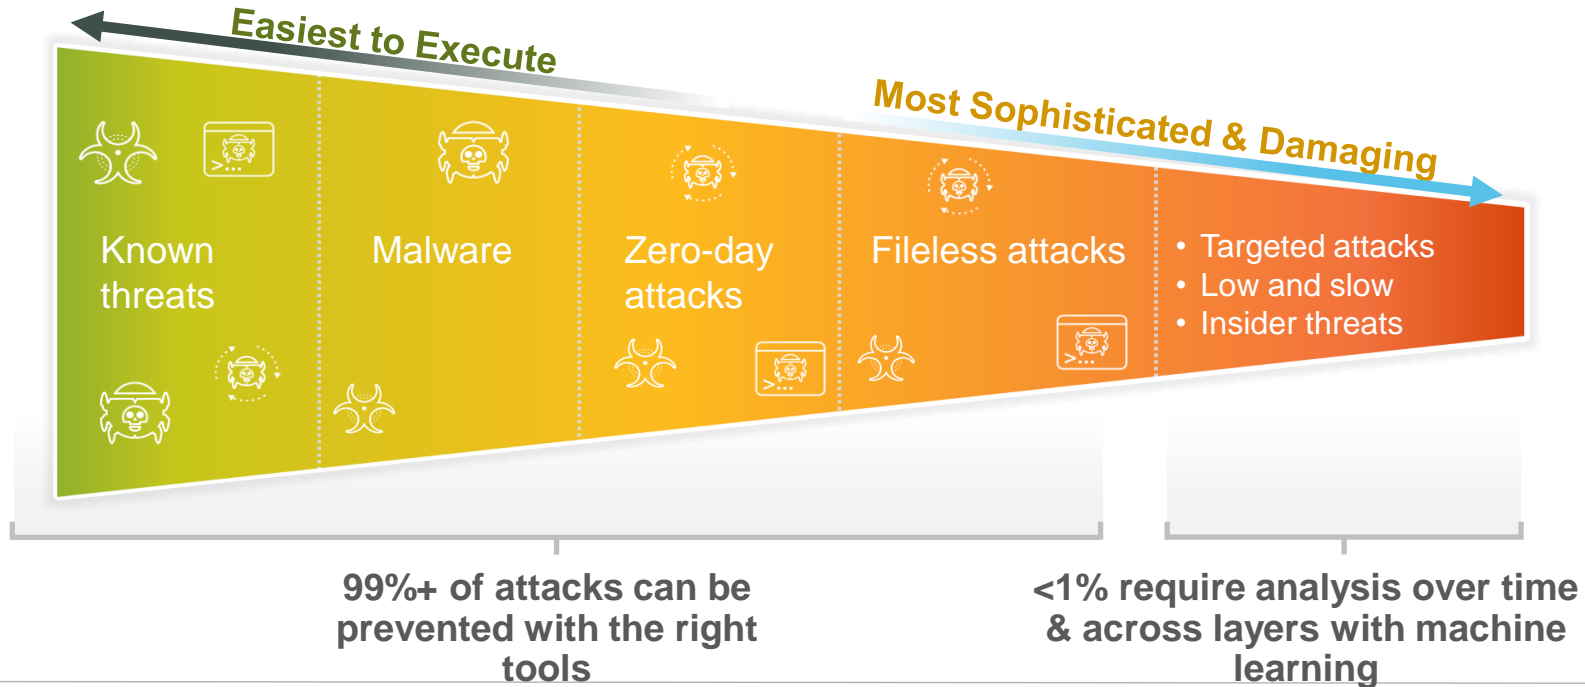 Easiest to Execute
Most Sophisticated & Damaging
Known
threats
Malware
Zero-day
attacks
Fileless attacks
• Targeted attacks
• Low and slow
• Insider threats
>...
>...
>...
99%+ of attacks can be
prevented with the right
tools
<1% require analysis over time
& across layers with machine
learning